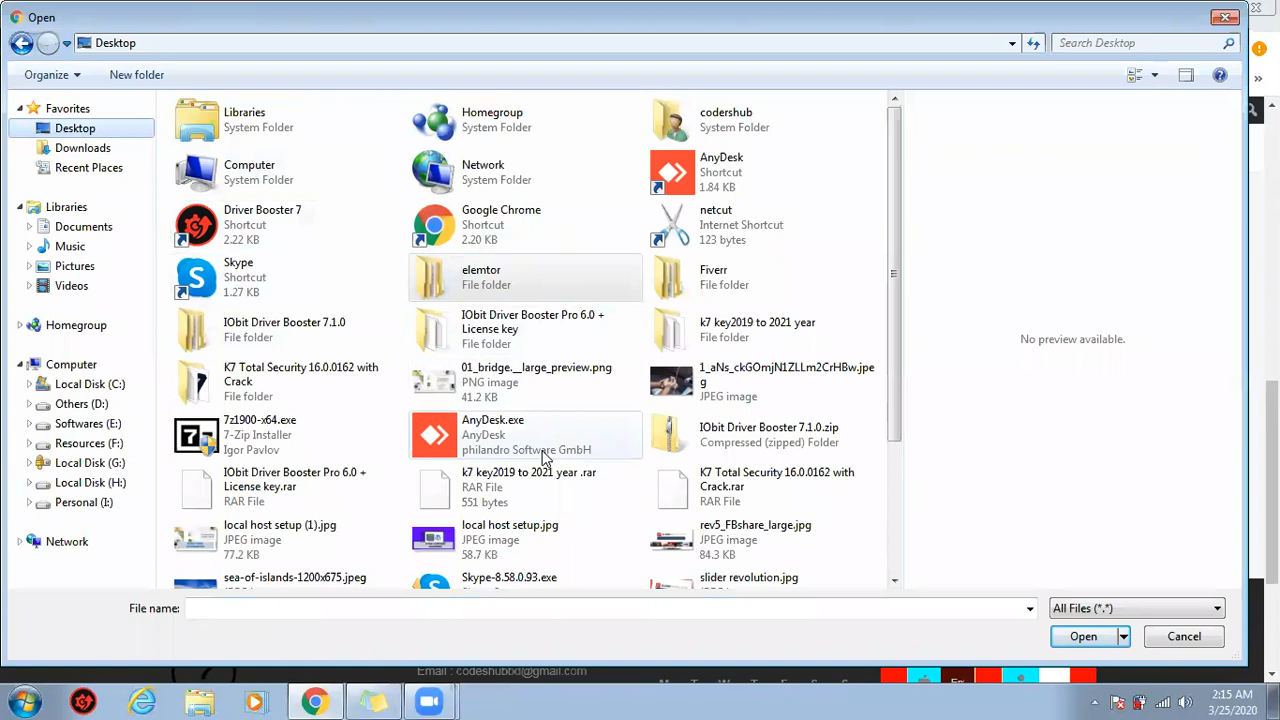 Open
Desktop
Search Desktop
Organize
New folder
Favorites
Desktop
Downloads
Recent Places
Libraries
Documents
Music
Pictures
Videos
Homegroup
Computer
Local Disk (C:)
Others (D:)
Softwares (E:)
Resources (F:)
Local Disk (G:)
Local Disk (H:)
Personal (I:)
Network
Libraries
System Folder
Homegroup
System Folder
codershub
System Folder
Computer
System Folder
Network
System Folder
AnyDesk
Shortcut
1.84 KB
Driver Booster 7
Shortcut
2.22 KB
Google Chrome
Shortcut
2.20 KB
netcut
Internet Shortcut
123 bytes
Skype
Shortcut
1.27 KB
elemtor
File folder
Fiverr
File folder
IObit Driver Booster 7.1.0
File folder
IObit Driver Booster Pro 6.0 +
License key
File folder
k7 key2019 to 2021 year
File folder
K7 Total Security 16.0.0162 with
Crack
File folder
01_bridge.__large_preview.png
PNG image
41.2 KB
1_aNs_ckGOmjN1ZLLm2CrHBw.jpe
g
JPEG image
7z1900-x64.exe
7-Zip Installer
Igor Pavlov
AnyDesk.exe
AnyDesk
philandro Software GmbH
IObit Driver Booster 7.1.0.zip
Compressed (zipped) Folder
IObit Driver Booster Pro 6.0 +
License key.rar
RAR File
k7 key2019 to 2021 year .rar
RAR File
551 bytes
K7 Total Security 16.0.0162 with
Crack.rar
RAR File
local host setup (1).jpg
JPEG image
77.2 KB
local host setup.jpg
JPEG image
58.7 KB
rev5_FBshare_large.jpg
JPEG image
84.3 KB
sea-of-islands-1200x675.jpeg
Skype-8.58.0.93.exe
slider revolution.jpg
No preview available.
File name:
All Files (*.*)
Open
Cancel
Email : codeshubbd@gmail.com
2:15 AM
3/25/2020